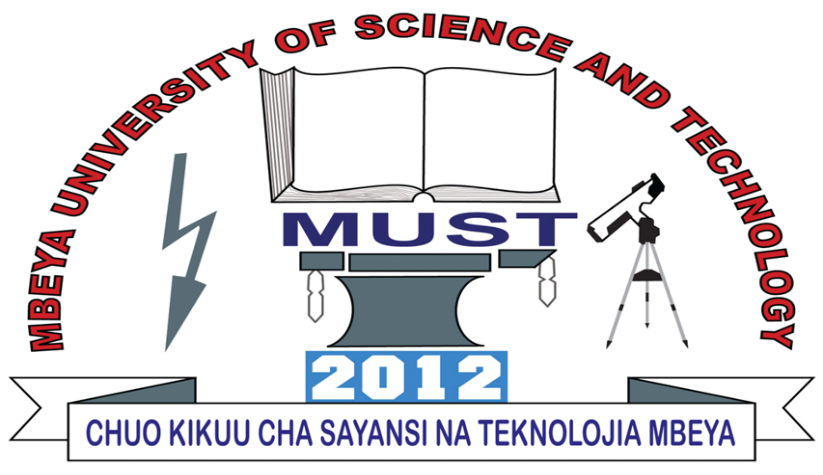 MBEYA UNIVERSITY OF SCIENCE AND TECHNOLOGY
MUST
2012
CHUO KIKUU CHA SAYANSI NA TEKNOLOJIA MBEYA